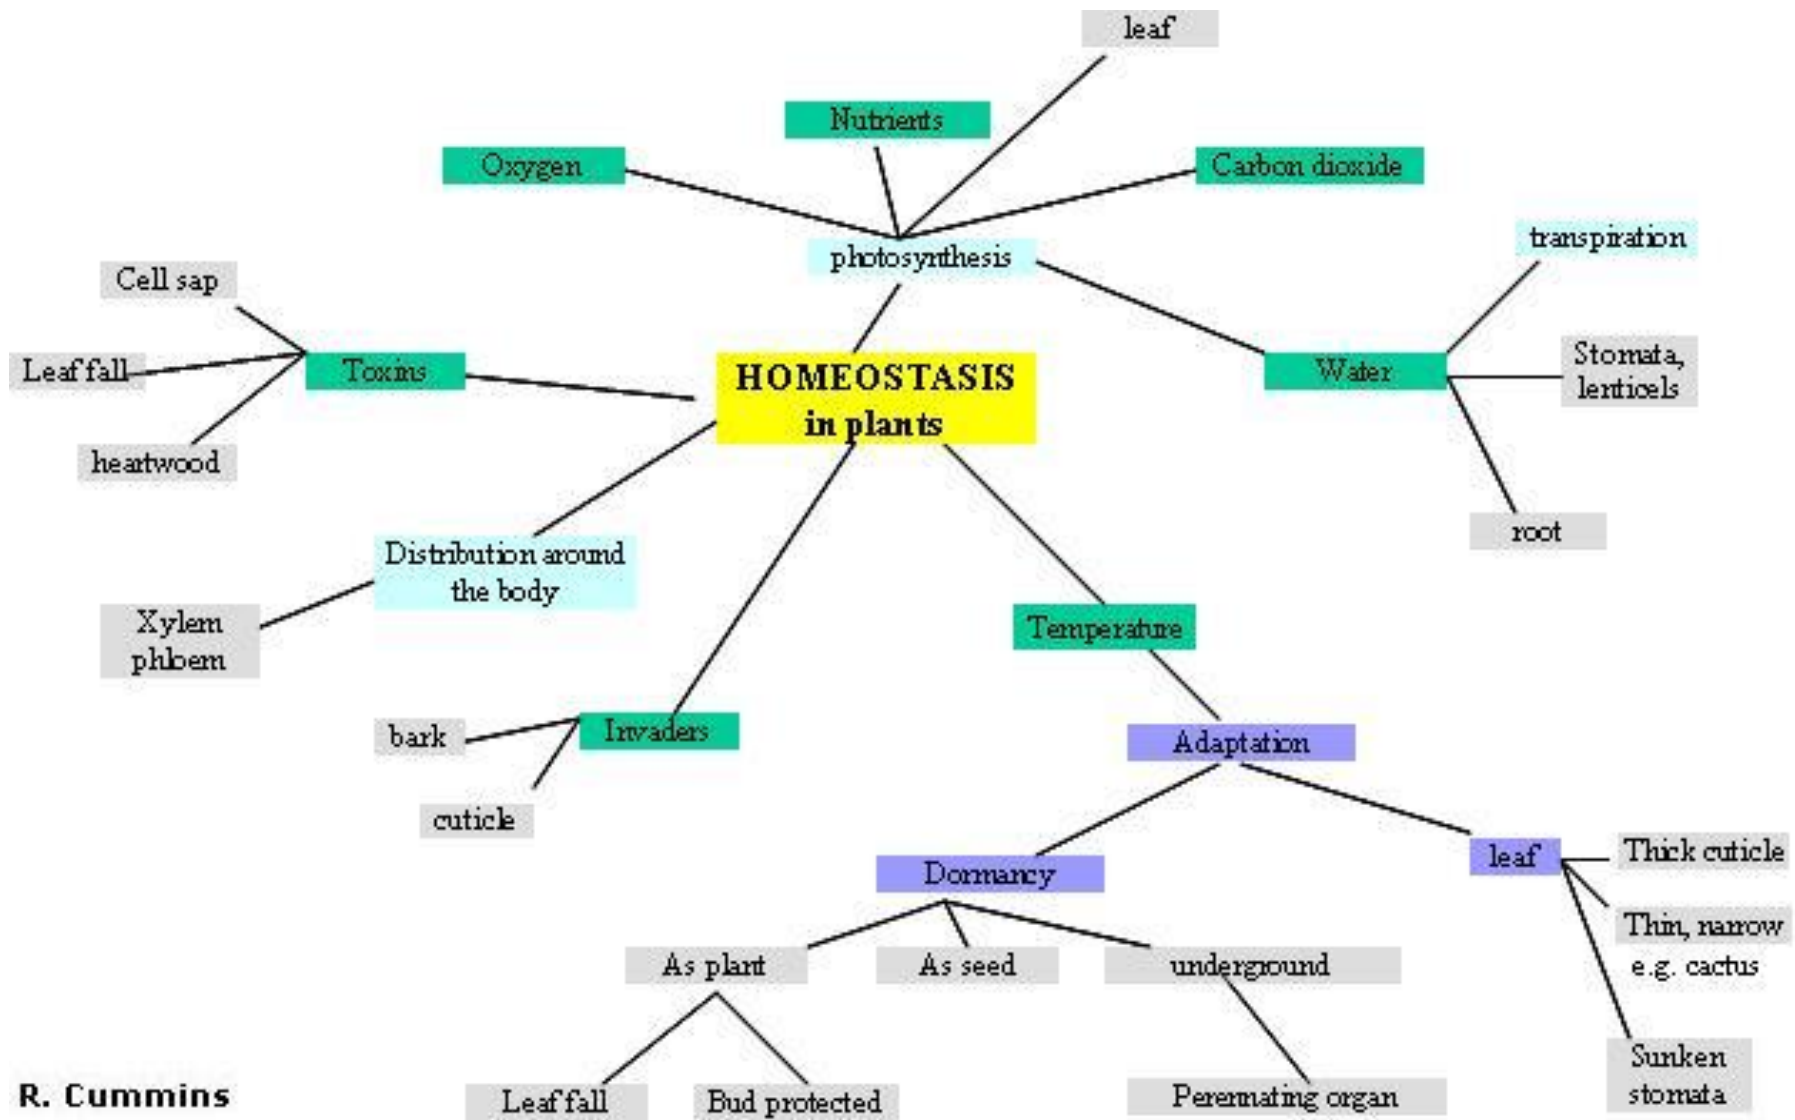 leaf
Nutrients
Oxygen
Carbon dioxide
transpiration
photosynthesis
Cell sap
Stomata,
lenticels
Leaf fall
Toxins
HOMEOSTASIS
in plants
Water
heartwood
root
Distribution around
the body
Xylem
phloem
Temperature
bark
Invaders
Adaptation
cuticle
leaf
Thick cuticle
Dormancy
Thin, narrow
e.g. cactus
As plant
As seed
underground
Sunken
stomata
R. Cummins
Leaf fall
Bud protected
Perennating organ